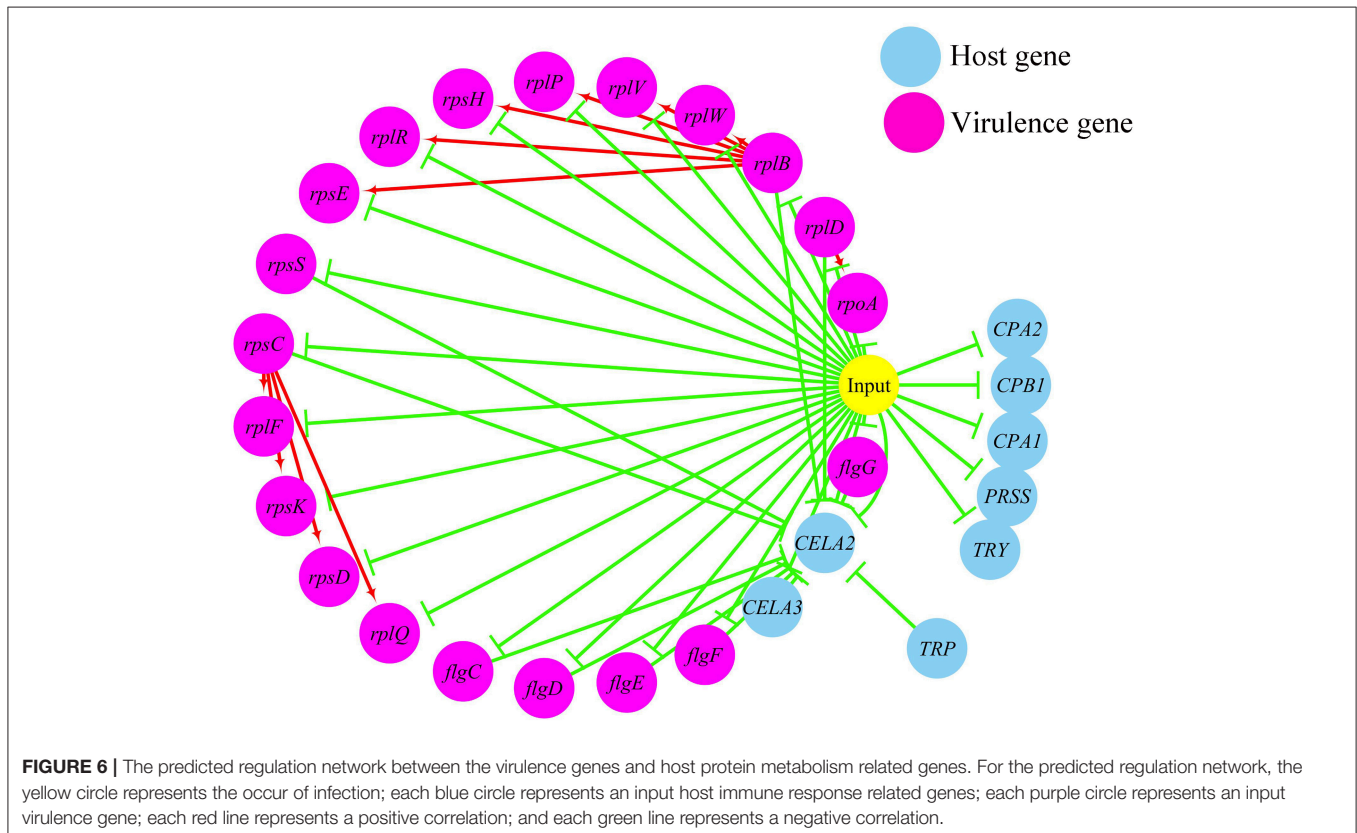 Host gene
Virulence gene
rplP
rplV
rpsH
rplW
rplR
rplB
rpsE
rplD
rpsS
rpoA
rpsC
CPA2
Input
CPB1
rplF
CPA1
flgG
rpsK
PRSS
CELA2
TRY
rpsD
CELA3
rplQ
TRP
flgF
flgC
flgE
flgD
FIGURE 6 | The predicted regulation network between the virulence genes and host protein metabolism related genes. For the predicted regulation network, the
yellow circle represents the occur of infection; each blue circle represents an input host immune response related genes; each purple circle represents an input
virulence gene; each red line represents a positive correlation; and each green line represents a negative correlation.